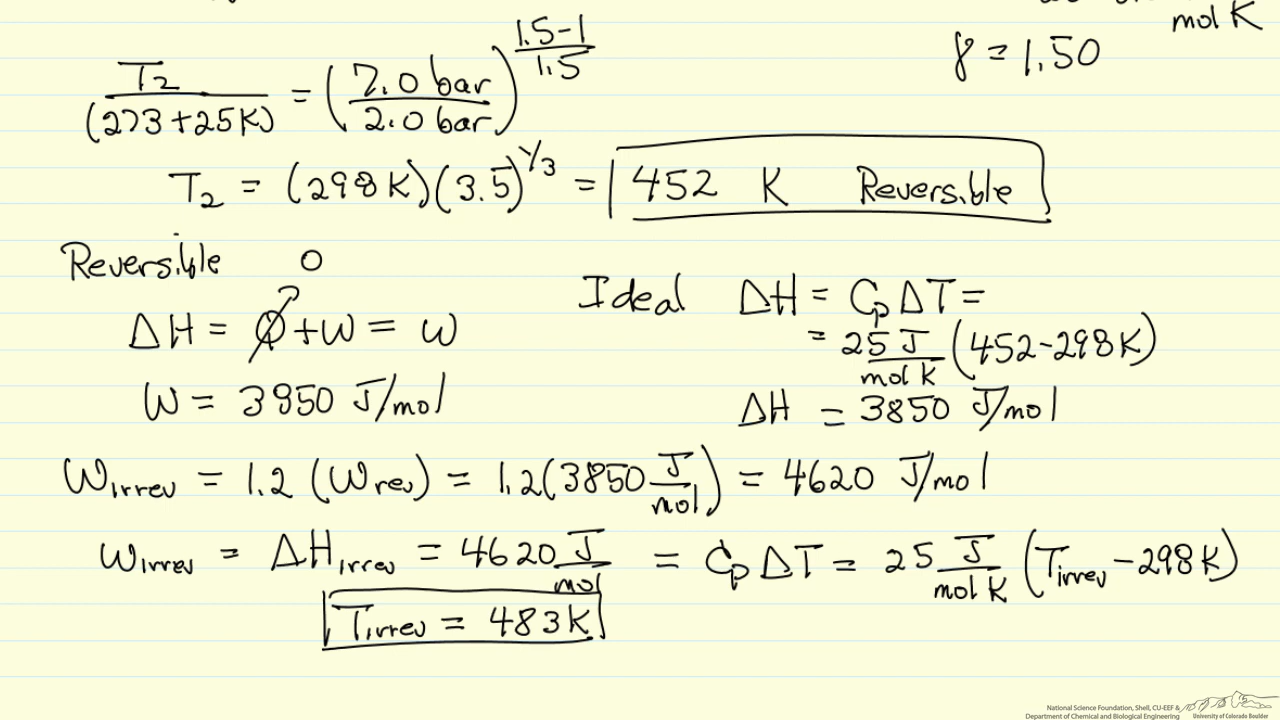 mol K
γ = 1.50
T₂/(273+25K) = (7.0 bar/2.0 bar)^((1.5-1)/1.5)
T₂ = (298K)(3.5)^(1/3) = 452 K Reversible
Reversible 0
ΔH = Q+W = W
W = 3850 J/mol
Ideal ΔH = Cp ΔT =
= 25 J/mol K (452-298K)
ΔH = 3850 J/mol
Wirrev = 1.2 (Wrev) = 1.2(3850 J/mol) = 4620 J/mol
Wirrev = ΔHirrev = 4620 J/mol = Cp ΔT = 25 J/mol K (Tirrev - 298K)
Tirrev = 483K
National Science Foundation, Shell, CU-EEF &
Department of Chemical and Biological Engineering
University of Colorado Boulder